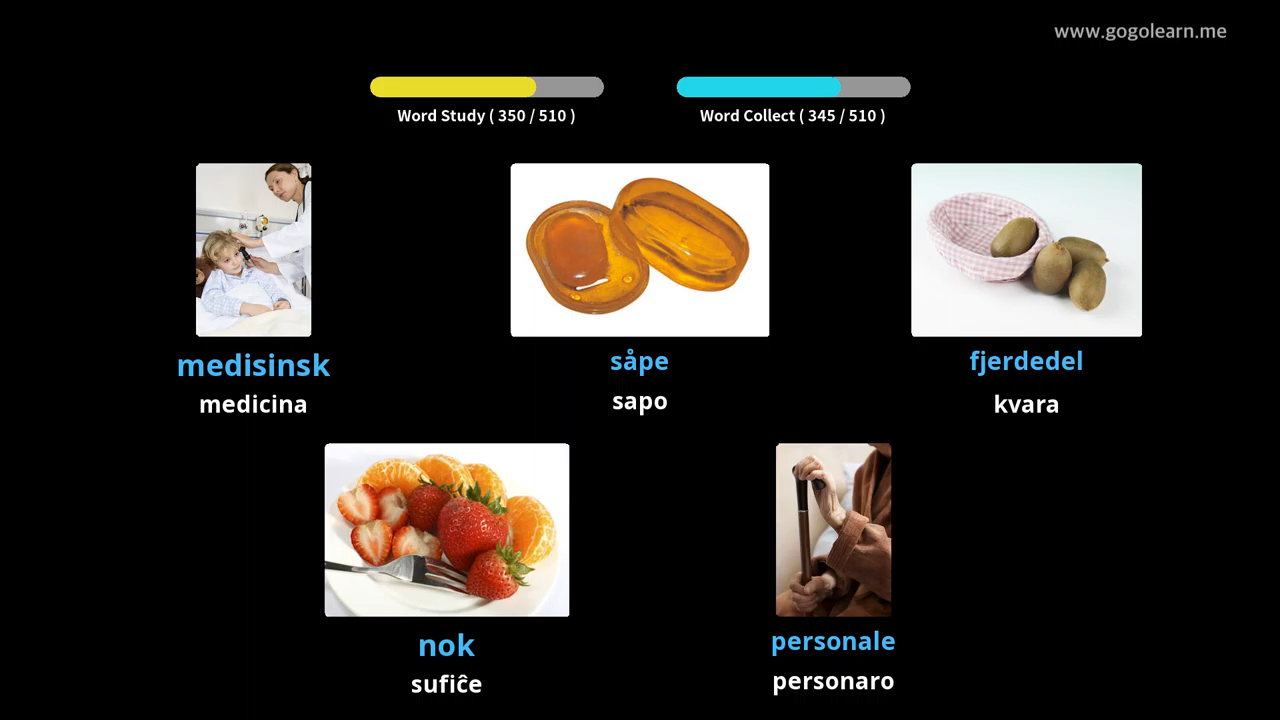 www.gogolearn.me
Word Study ( 350 / 510 )
Word Collect ( 345 / 510 )
medisinsk
medicina
såpe
sapo
fjerdedel
kvara
nok
sufiĉe
personale
personaro